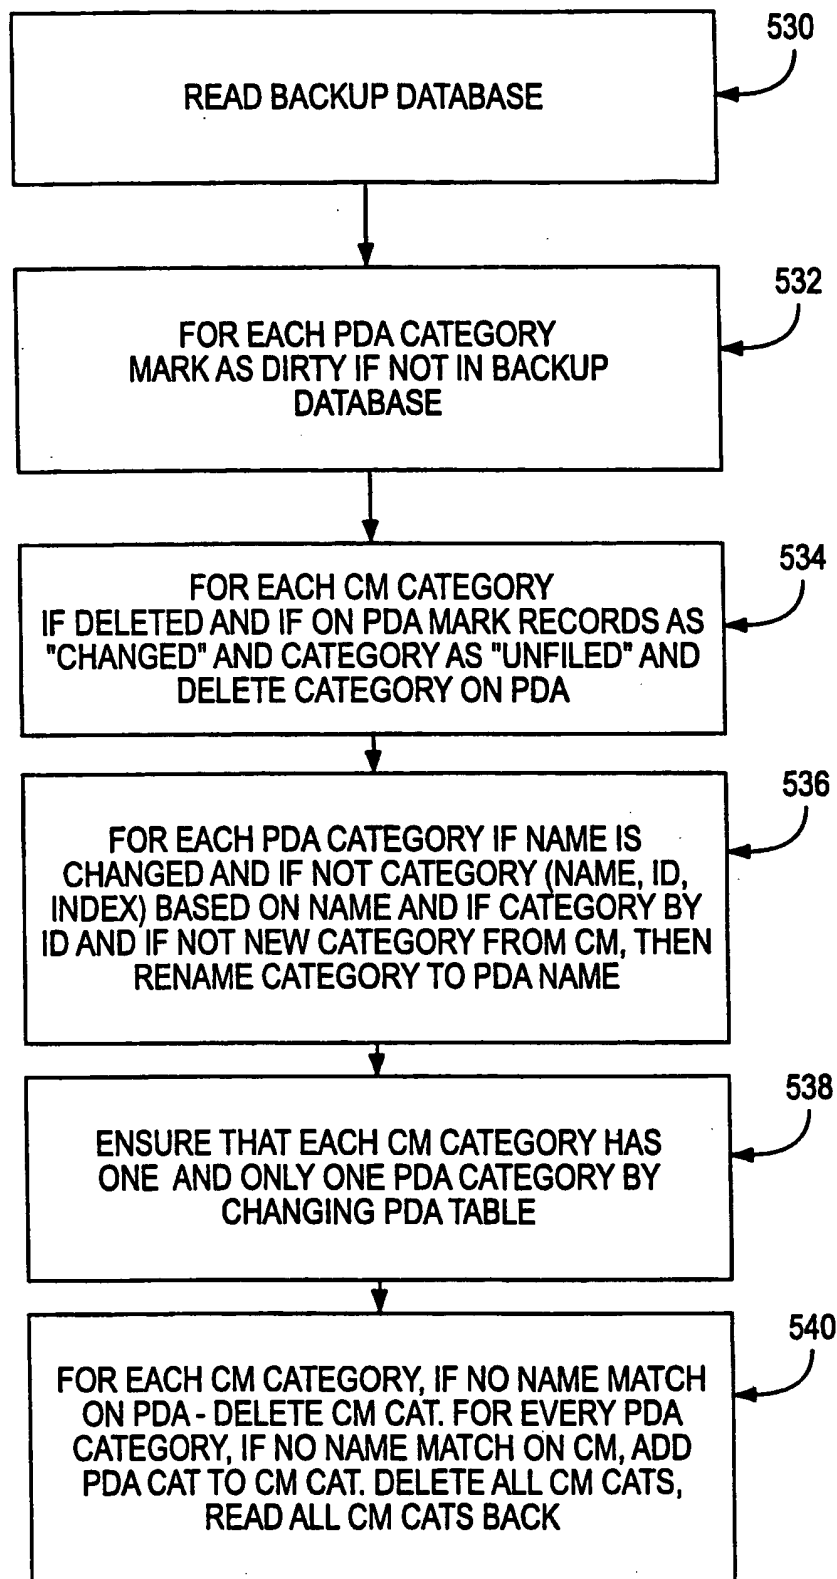 530
READ BACKUP DATABASE
532
FOR EACH PDA CATEGORY
MARK AS DIRTY IF NOT IN BACKUP
DATABASE
534
FOR EACH CM CATEGORY
IF DELETED AND IF ON PDA MARK RECORDS AS
"CHANGED" AND CATEGORY AS "UNFILED" AND
DELETE CATEGORY ON PDA
536
FOR EACH PDA CATEGORY IF NAME IS
CHANGED AND IF NOT CATEGORY (NAME, ID,
INDEX) BASED ON NAME AND IF CATEGORY BY
ID AND IF NOT NEW CATEGORY FROM CM, THEN
RENAME CATEGORY TO PDA NAME
538
ENSURE THAT EACH CM CATEGORY HAS
ONE AND ONLY ONE PDA CATEGORY BY
CHANGING PDA TABLE
540
FOR EACH CM CATEGORY, IF NO NAME MATCH
ON PDA - DELETE CM CAT. FOR EVERY PDA
CATEGORY, IF NO NAME MATCH ON CM, ADD
PDA CAT TO CM CAT. DELETE ALL CM CATS,
READ ALL CM CATS BACK